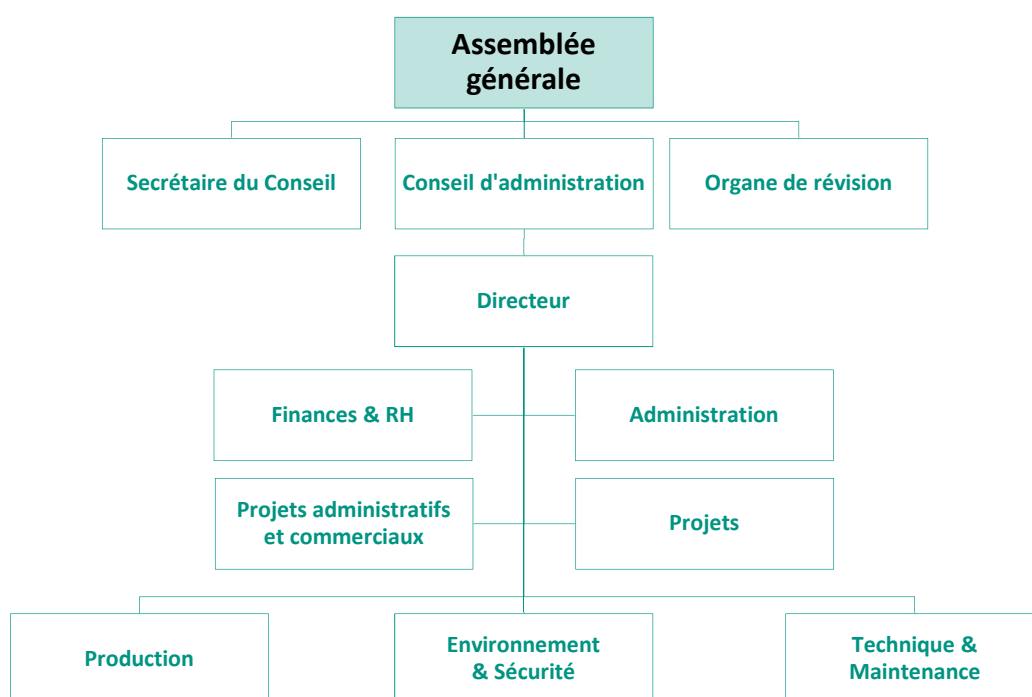 Assemblée
générale
Secrétaire du Conseil
Conseil d'administration
Organe de révision
Directeur
Finances & RH
Administration
Projets administratifs
et commerciaux
Projets
Production
Environnement
& Sécurité
Technique &
Maintenance